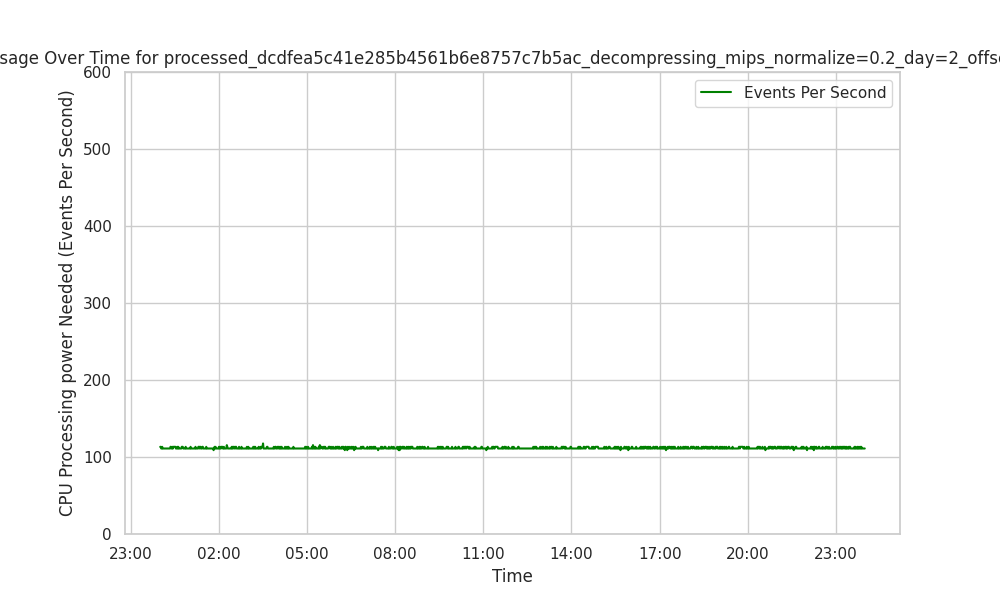 sage Over Time for processed_dcdfea5c41e285b4561b6e8757c7b5ac_decompressing_mips_normalize=0.2_day=2_offs
Events Per Second
CPU Processing power Needed (Events Per Second)
600
500
400
300
200
100
0
23:00 02:00 05:00 08:00 11:00 14:00 17:00 20:00 23:00
Time